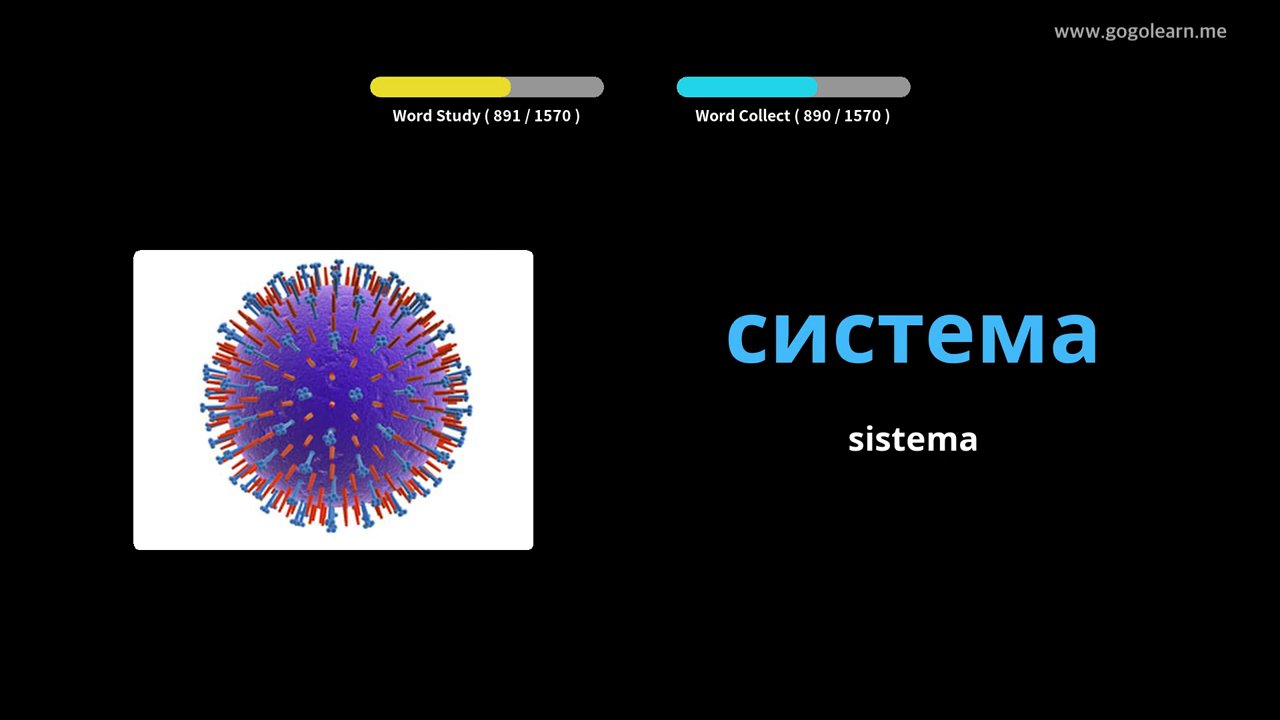 www.gogolearn.me
Word Study ( 891 / 1570 )
Word Collect ( 890 / 1570 )
система
sistema